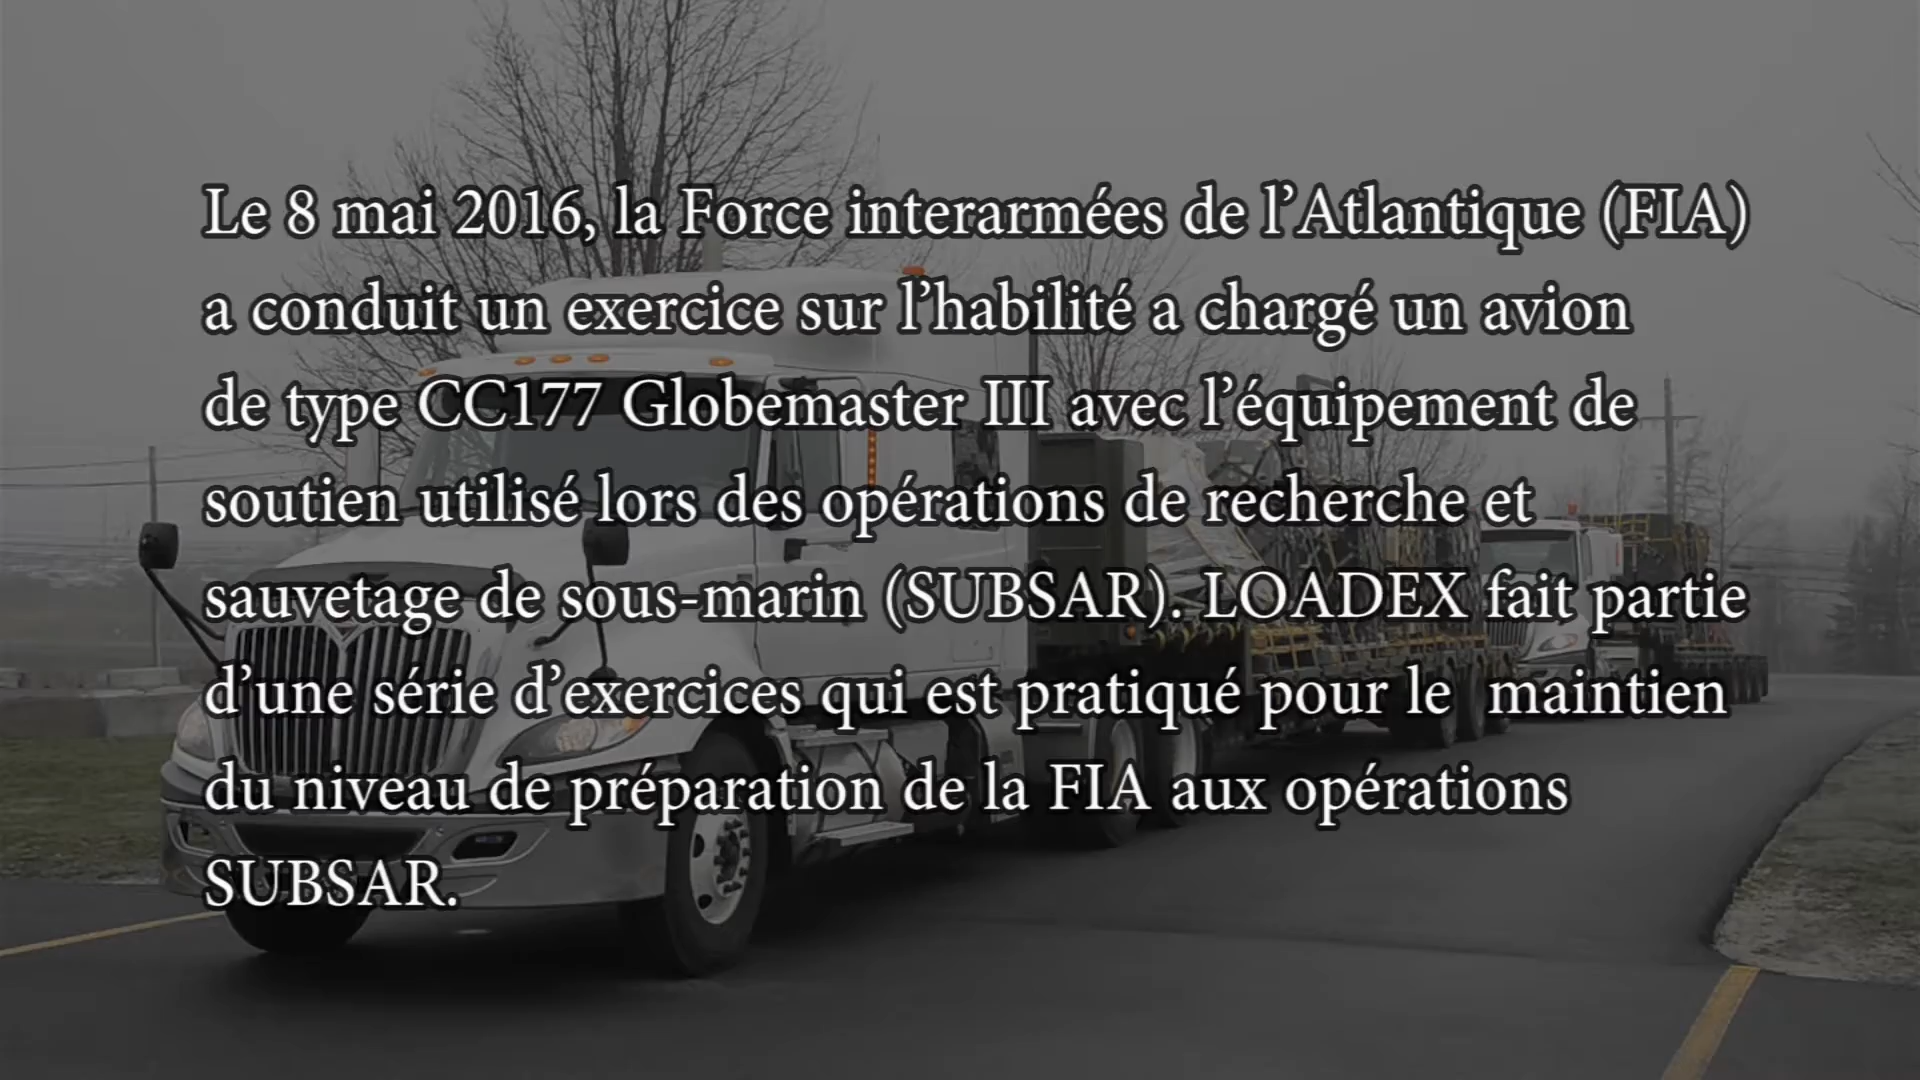 Le 8 mai 2016, la Force interarmées de l’Atlantique (FIA)
a conduit un exercice sur l’habilité a chargé un avion
de type CC177 Globemaster III avec l’équipement de
soutien utilisé lors des opérations de recherche et
sauvetage de sous-marin (SUBSAR). LOADEX fait partie
d’une série d’exercices qui est pratiqué pour le  maintien
du niveau de préparation de la FIA aux opérations
SUBSAR.